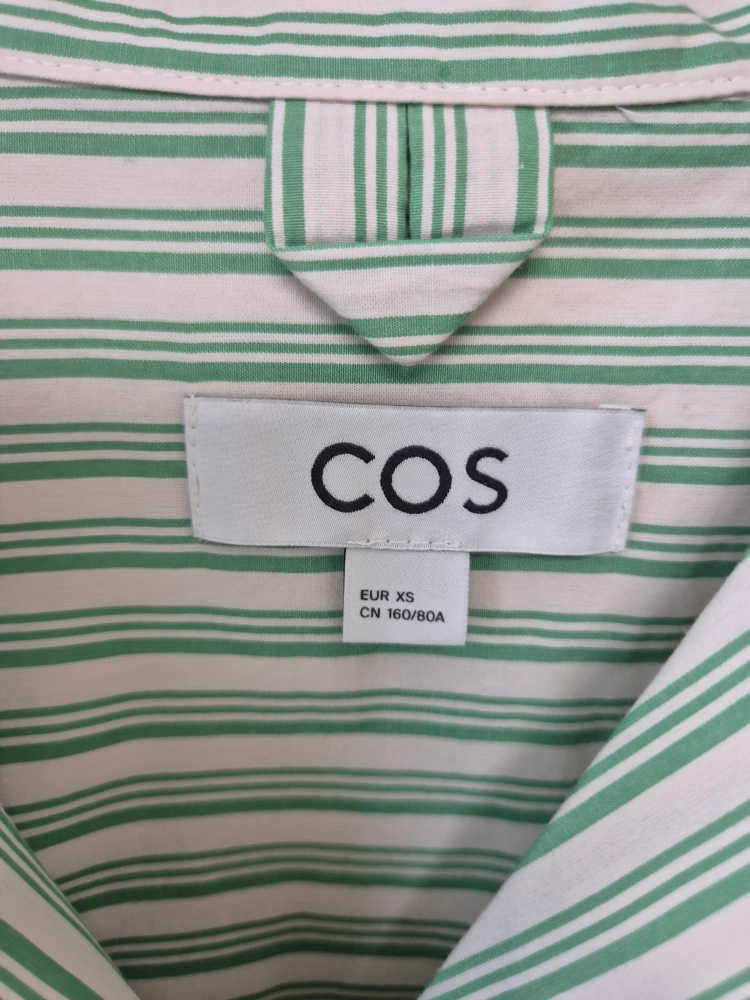 COS
EUR XS
CN 160/80A